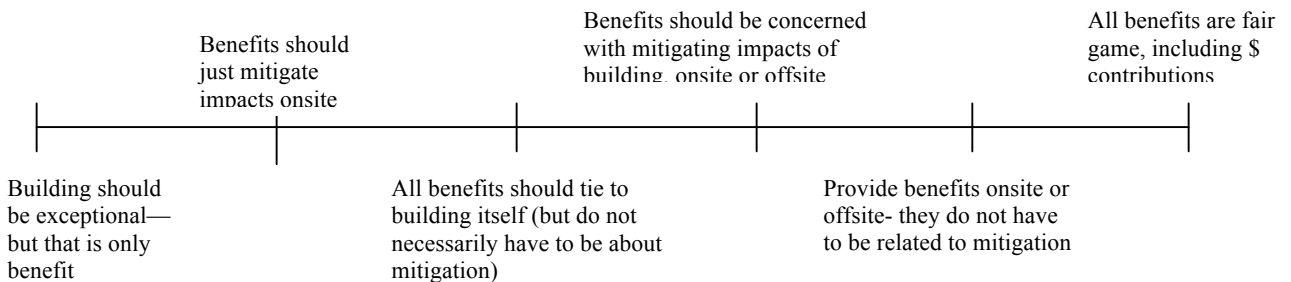 Benefits should
just mitigate
impacts onsite
Benefits should be concerned
with mitigating impacts of
building, onsite or offsite
All benefits are fair
game, including $
contributions
Building should
be exceptional—
but that is only
benefit
All benefits should tie to
building itself (but do not
necessarily have to be about
mitigation)
Provide benefits onsite or
offsite- they do not have
to be related to mitigation